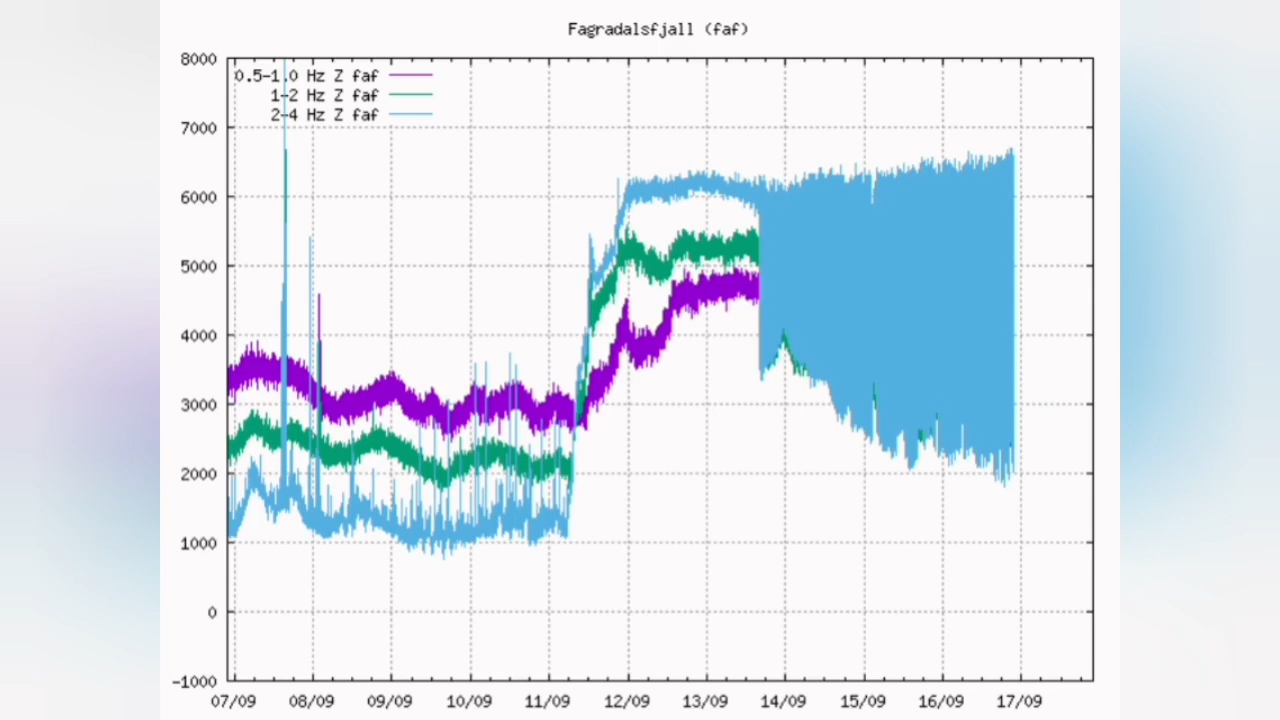 Fagradalsfjall (faf)
8000
0.5-1.0 Hz Z faf
1-2 Hz Z faf
2-4 Hz Z faf
7000
6000
5000
4000
3000
2000
1000
0
-1000
07/09 08/09 09/09 10/09 11/09 12/09 13/09 14/09 15/09 16/09 17/09